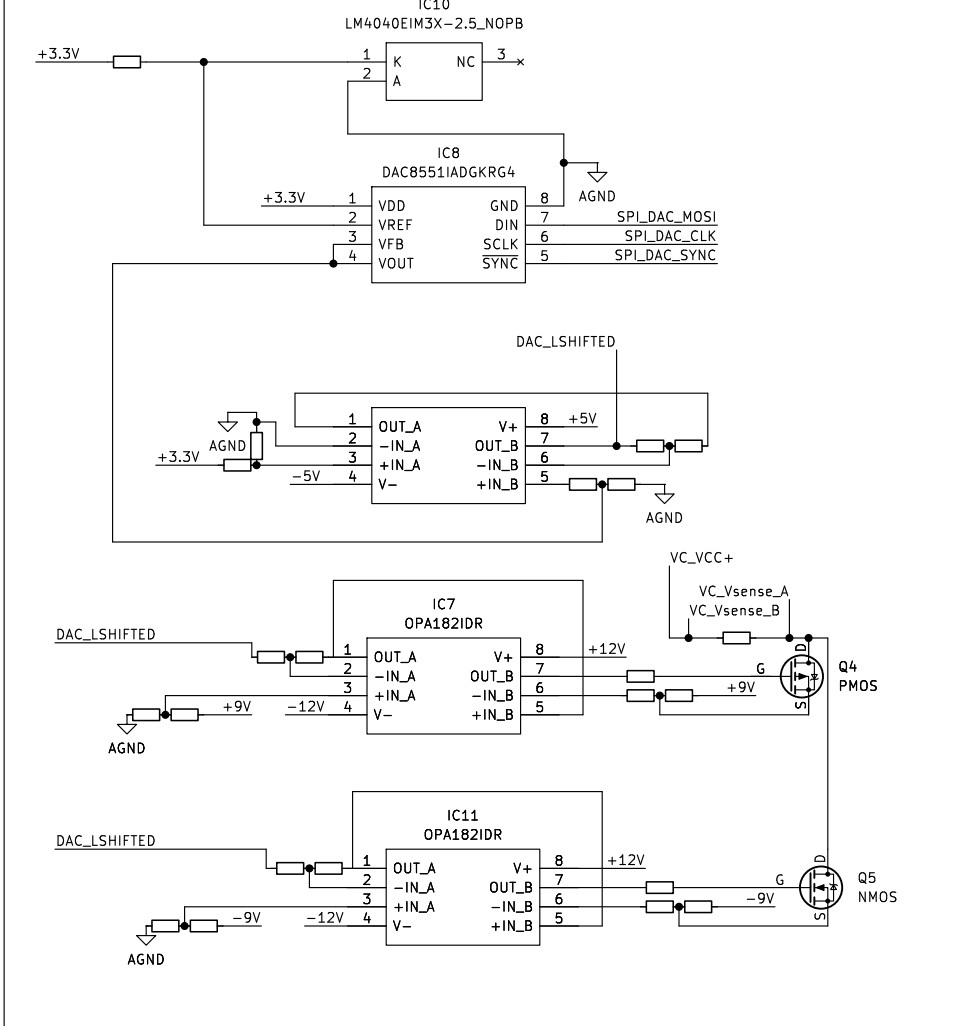 IC10
LM4040EIM3X-2.5_NOPB
+3.3V
1 K NC 3
2 A
IC8
DAC8551IADGKRG4
AGND
+3.3V 1 VDD GND 8
2 VREF DIN 7 SPI_DAC_MOSI
3 VFB SCLK 6 SPI_DAC_CLK
4 VOUT SYNC 5 SPI_DAC_SYNC
DAC_LSHIFTED
1 OUT_A V+ 8 +5V
AGND 2 -IN_A OUT_B 7
+3.3V 3 +IN_A -IN_B 6
-5V 4 V- +IN_B 5
AGND
VC_VCC+
VC_Vsense_A
VC_Vsense_B
IC7
OPA182IDR
DAC_LSHIFTED
1 OUT_A V+ 8 +12V
2 -IN_A OUT_B 7 G D Q4
3 +IN_A -IN_B 6 +9V S PMOS
+9V -12V 4 V- +IN_B 5
AGND
IC11
OPA182IDR
DAC_LSHIFTED
1 OUT_A V+ 8 +12V
2 -IN_A OUT_B 7 G D Q5
3 +IN_A -IN_B 6 -9V S NMOS
-9V -12V 4 V- +IN_B 5
AGND